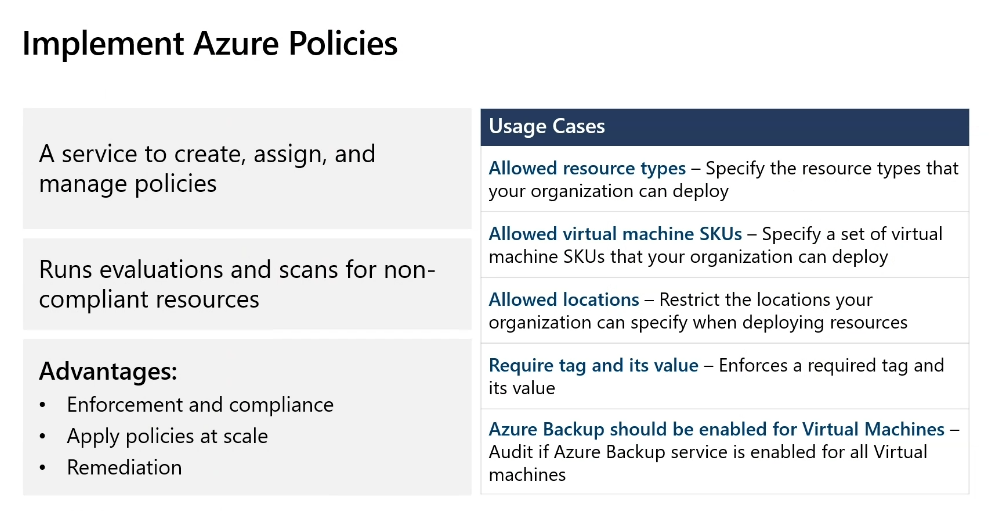 Implement Azure Policies
A service to create, assign, and
manage policies
Runs evaluations and scans for non-
compliant resources
Advantages:
• Enforcement and compliance
• Apply policies at scale
• Remediation
Usage Cases
Allowed resource types – Specify the resource types that
your organization can deploy
Allowed virtual machine SKUs – Specify a set of virtual
machine SKUs that your organization can deploy
Allowed locations – Restrict the locations your
organization can specify when deploying resources
Require tag and its value – Enforces a required tag and
its value
Azure Backup should be enabled for Virtual Machines –
Audit if Azure Backup service is enabled for all Virtual
machines